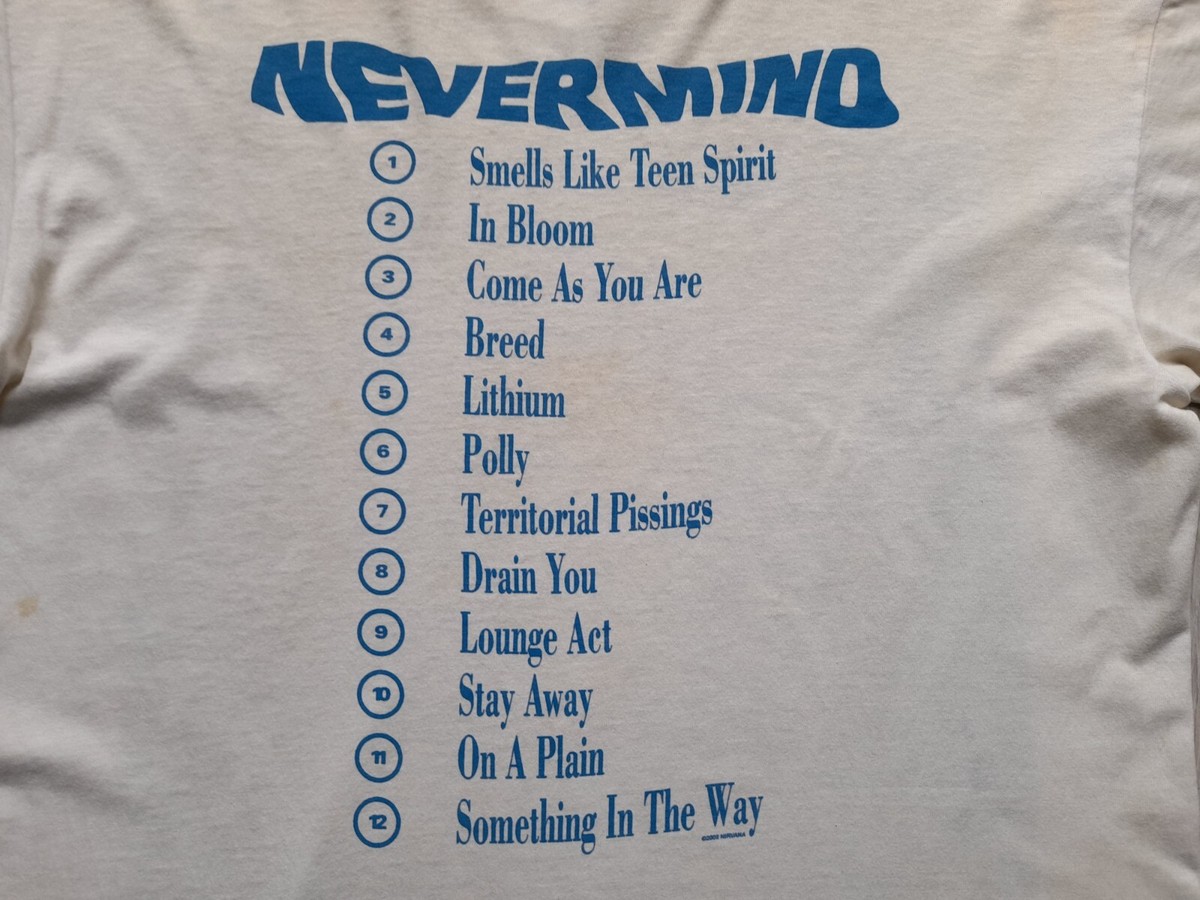 NEVERMIND
1 Smells Like Teen Spirit
2 In Bloom
3 Come As You Are
4 Breed
5 Lithium
6 Polly
7 Territorial Pissings
8 Drain You
9 Lounge Act
10 Stay Away
11 On A Plain
12 Something In The Way
NIRVANA